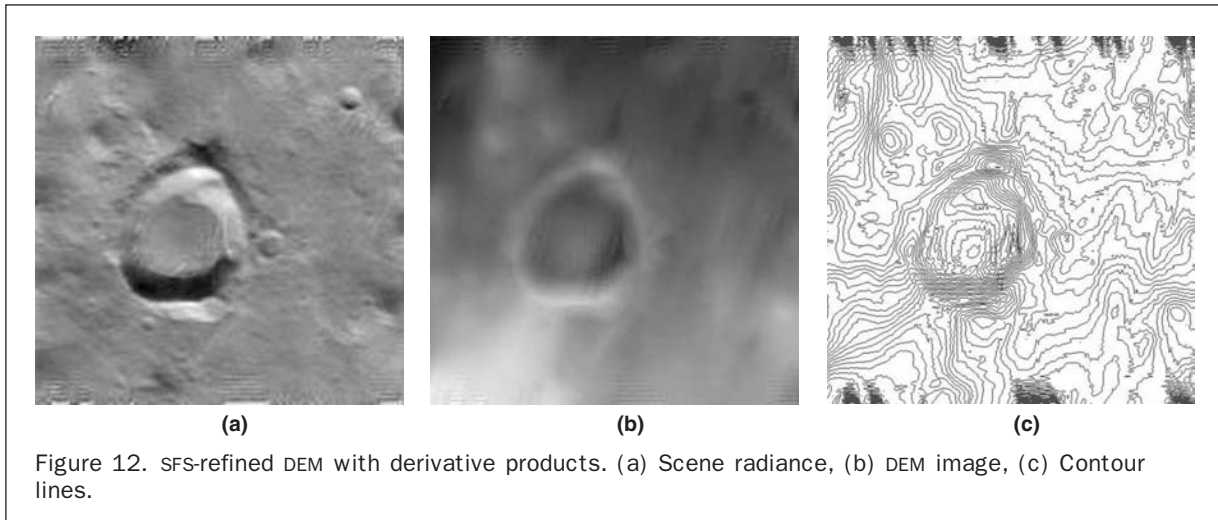 (a)
(b)
(c)
Figure 12. SFS-refined DEM with derivative products. (a) Scene radiance, (b) DEM image, (c) Contour
lines.